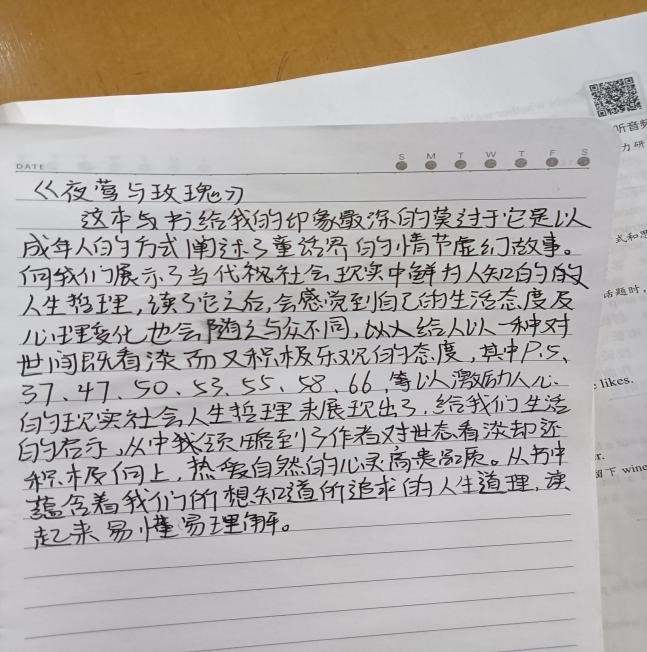 DATE
S M T W T F S
《夜莺与玫瑰》
这本书给我的印象最深的莫过于它是以
成年人的方式阐述了童话界的情节虚幻故事。
向我们展示了当代社会现实中鲜为人知的的
人生哲理,读了它之后,会感觉到自己的生活态度及
心理变化也会随之与众不同,以给人以一种对
世间既看淡而又积极乐观的态度,其中P.5、
37、47、50、53、55、58、66,等以激励人心
的现实社会人生哲理来展现出了,给我们生活
的启示,从中我领略到了作者对世态看淡却还
积极向上,热爱自然的心灵高贵品质。从书中
蕴含着我们所想知道所追求的人生道理,读
起来易懂易理解。
听音频
力研
式和思
话题时,
likes.
r.
留下 wine